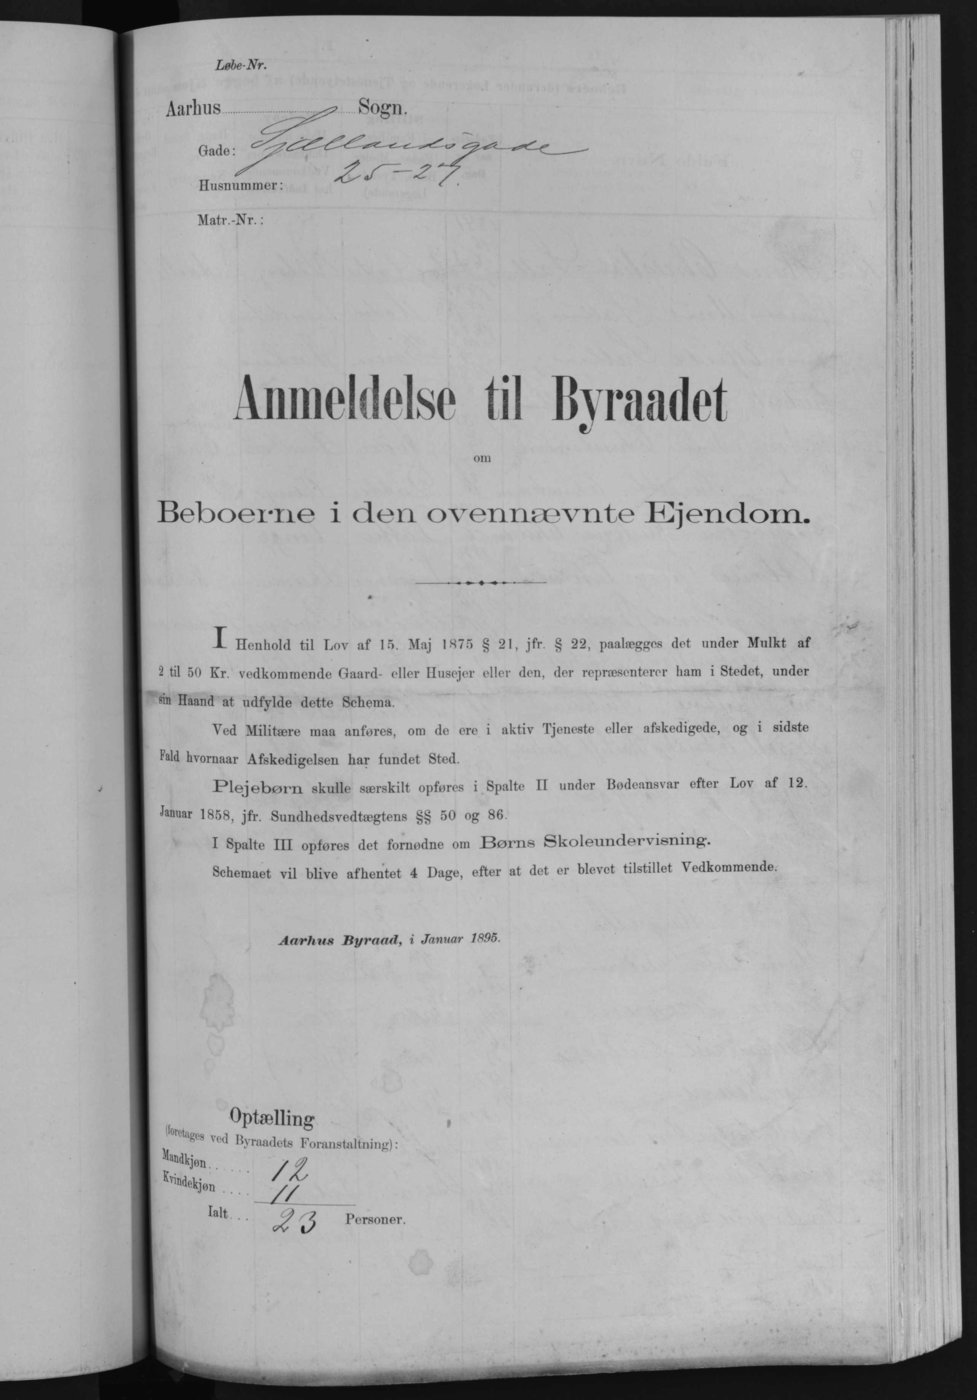 Løbe-Nr.
Aarhus Sogn.
Gade: Sjællandsgade
Husnummer: 25-27.
Matr.-Nr.:
Anmeldelse til Byraadet
om
Beboerne i den ovennævnte Ejendom.
I Henhold til Lov af 15. Maj 1875 § 21, jfr. § 22, paalægges det under Mulkt af
2 til 50 Kr. vedkommende Gaard- eller Husejer eller den, der repræsenterer ham i Stedet, under
sin Haand at udfylde dette Schema.
Ved Militære maa anføres, om de ere i aktiv Tjeneste eller afskedigede, og i sidste
Fald hvornaar Afskedigelsen har fundet Sted.
Plejebørn skulle særskilt opføres i Spalte II under Bødeansvar efter Lov af 12.
Januar 1858, jfr. Sundhedsvedtægtens §§ 50 og 86.
I Spalte III opføres det fornødne om Børns Skoleundervisning.
Schemaet vil blive afhentet 4 Dage, efter at det er blevet tilstillet Vedkommende.
Aarhus Byraad, i Januar 1895.
Optælling
(foretages ved Byraadets Foranstaltning):
Mandkjøn...... 12
Kvindekjøn .... 11
Ialt... 23 Personer.